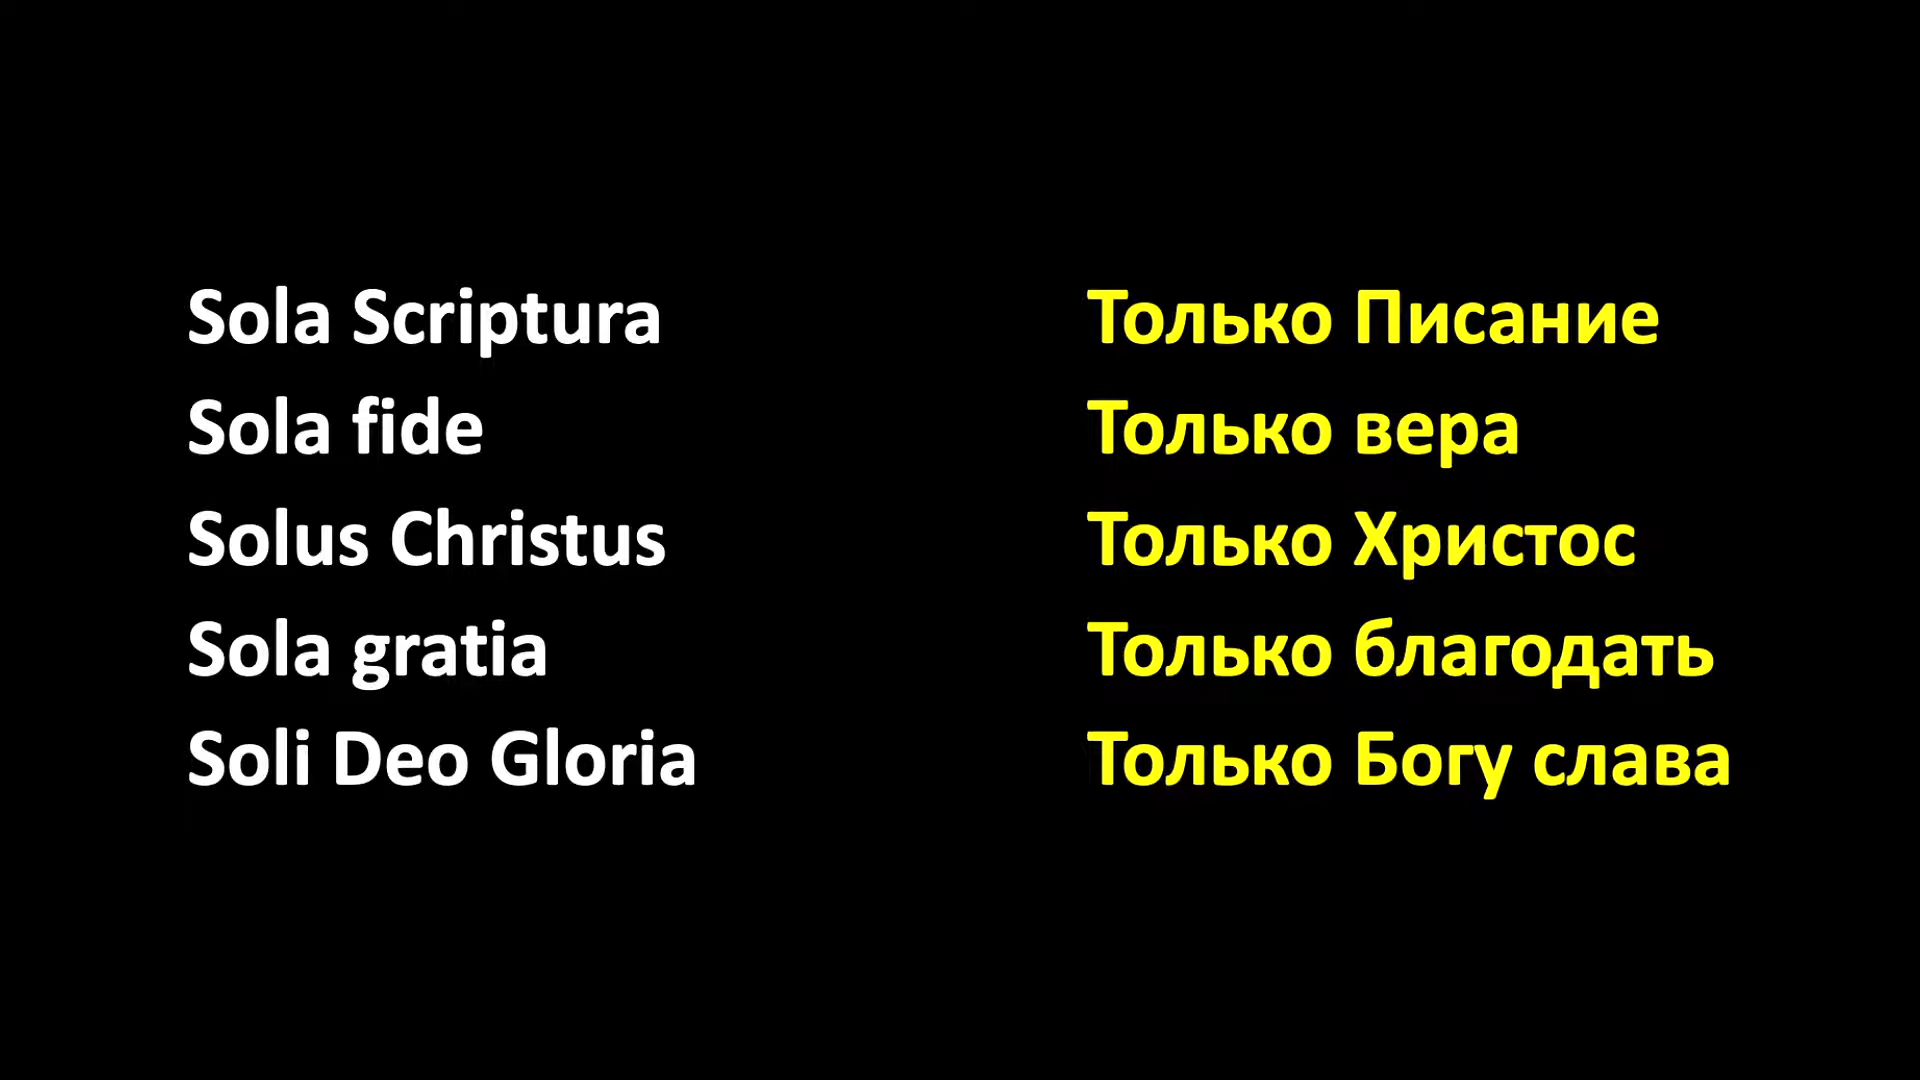 Sola Scriptura
Только Писание
Sola fide
Только вера
Solus Christus
Только Христос
Sola gratia
Только благодать
Soli Deo Gloria
Только Богу слава